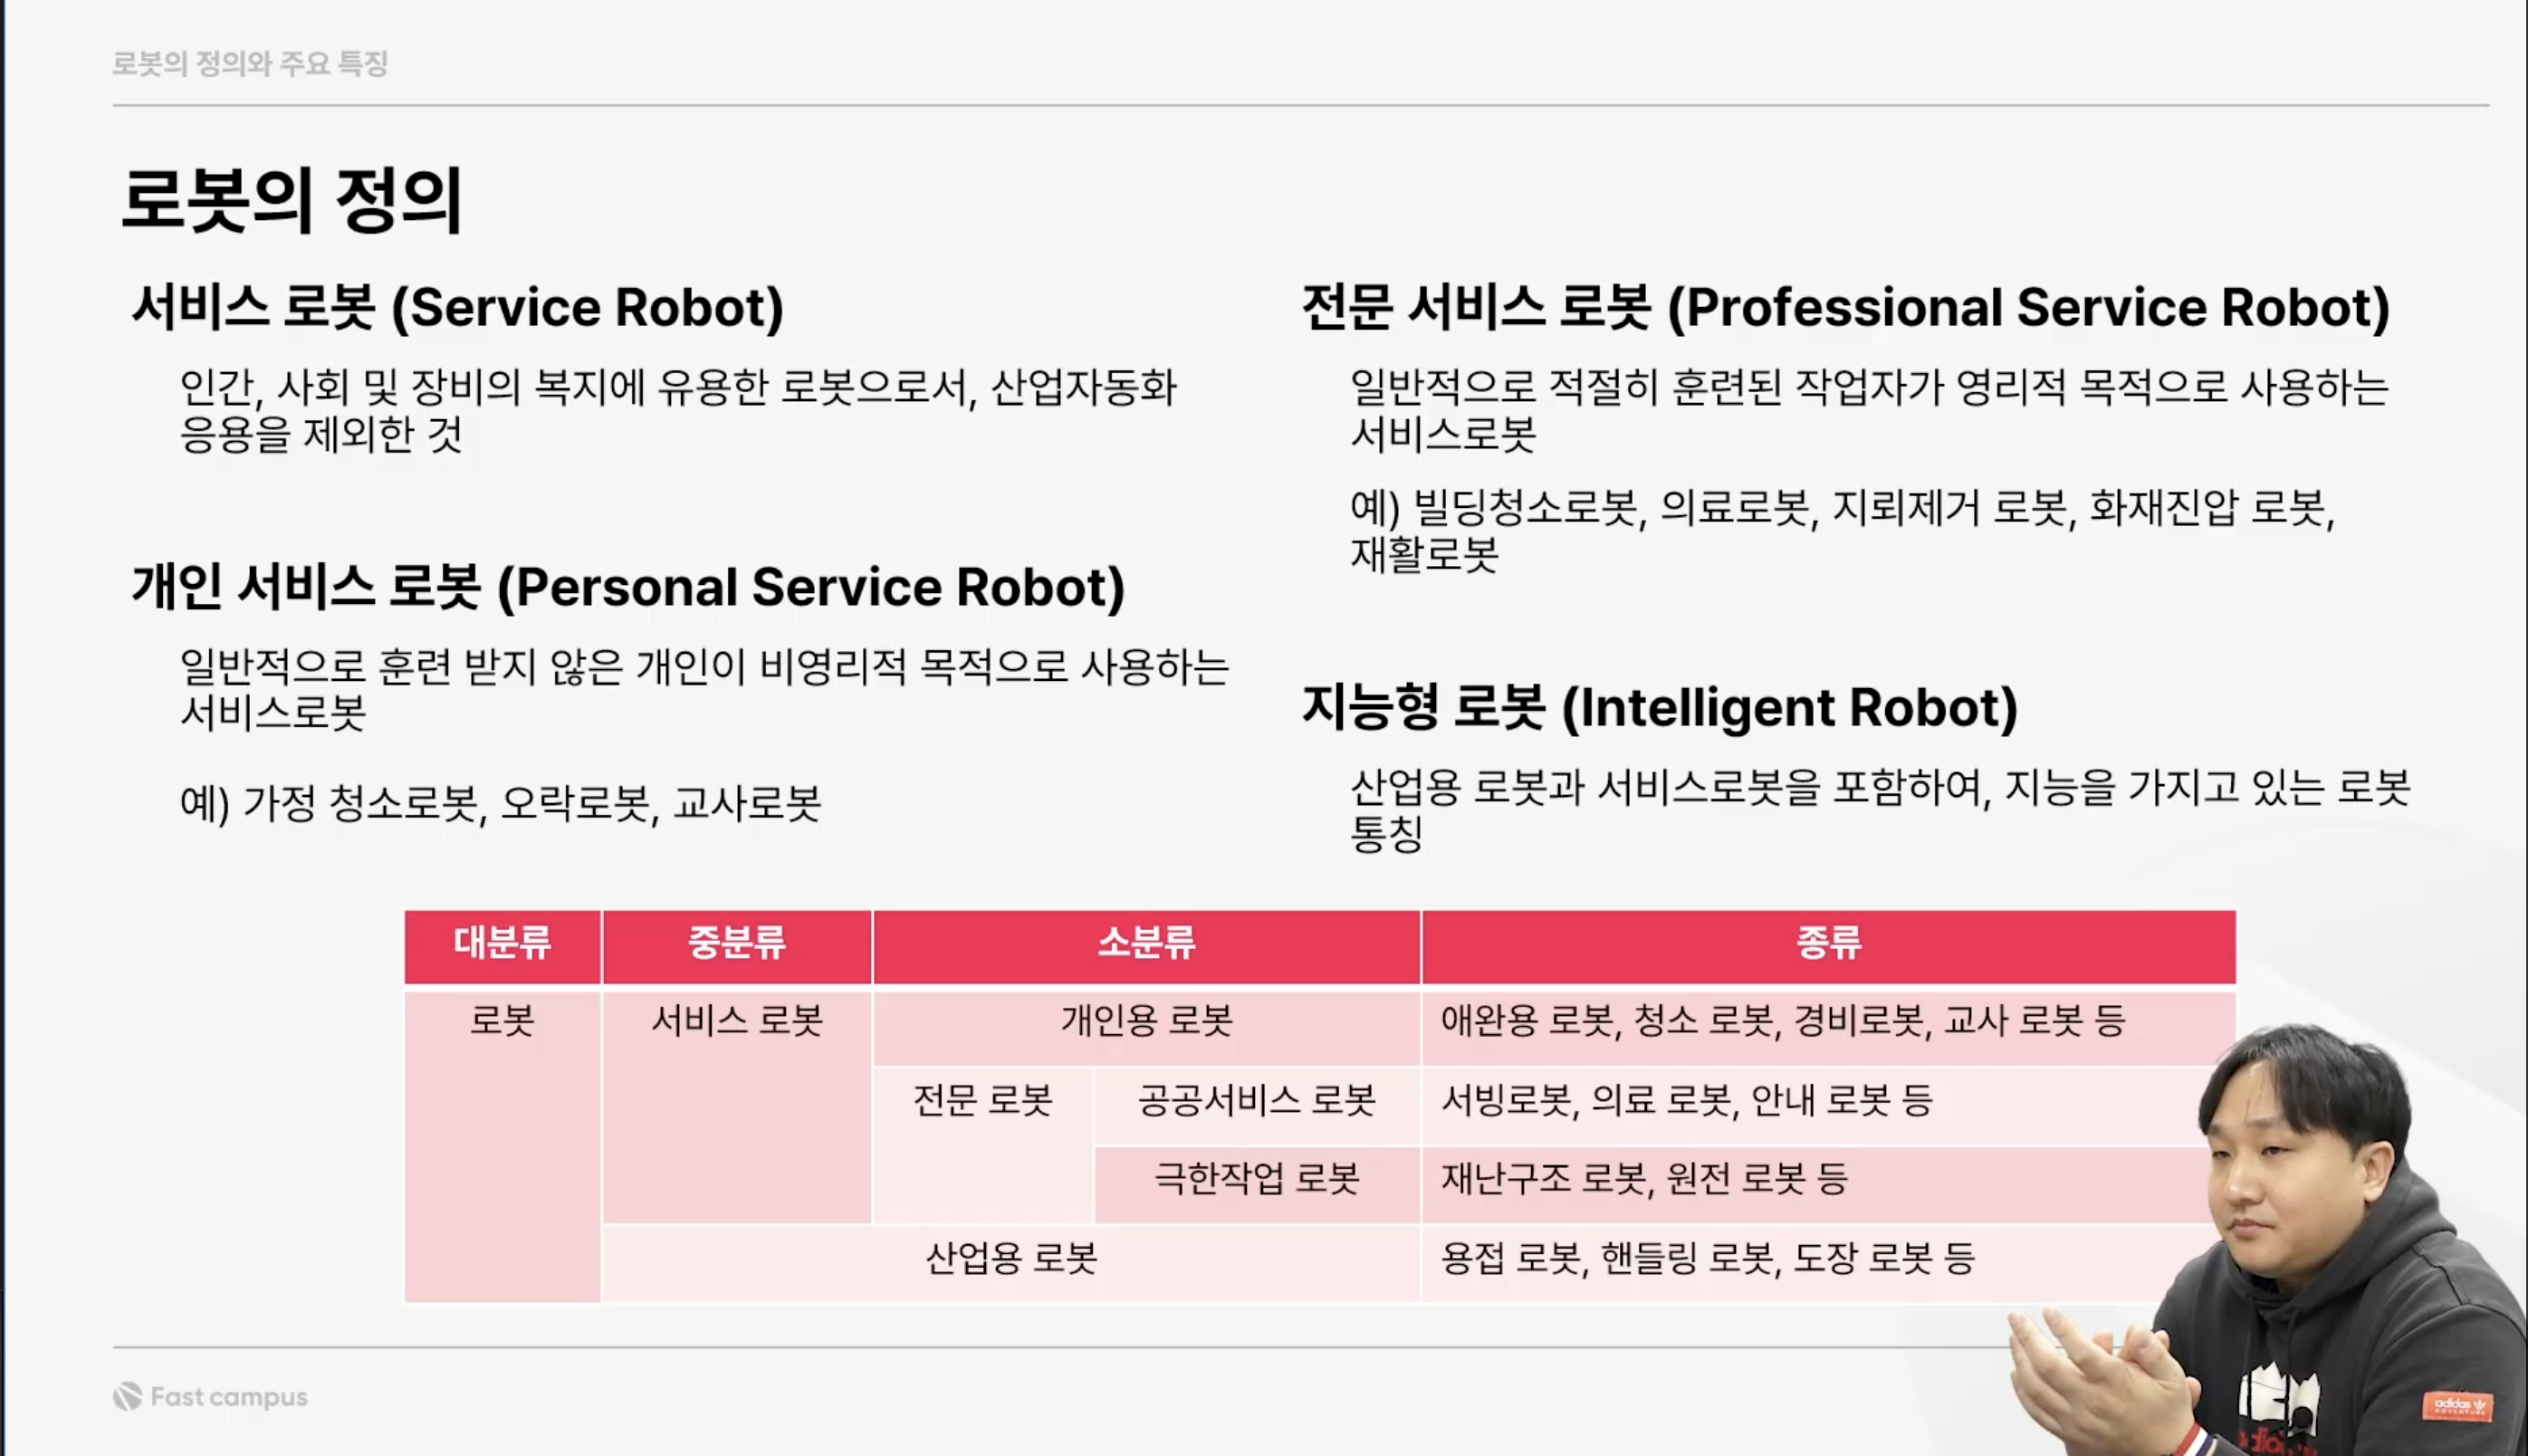 로봇의 정의와 주요 특징
로봇의 정의
서비스 로봇 (Service Robot)
인간, 사회 및 장비의 복지에 유용한 로봇으로서, 산업자동화
응용을 제외한 것
개인 서비스 로봇 (Personal Service Robot)
일반적으로 훈련 받지 않은 개인이 비영리적 목적으로 사용하는
서비스로봇
예) 가정 청소로봇, 오락로봇, 교사로봇
전문 서비스 로봇 (Professional Service Robot)
일반적으로 적절히 훈련된 작업자가 영리적 목적으로 사용하는
서비스로봇
예) 빌딩청소로봇, 의료로봇, 지뢰제거 로봇, 화재진압 로봇,
재활로봇
지능형 로봇 (Intelligent Robot)
산업용 로봇과 서비스로봇을 포함하여, 지능을 가지고 있는 로봇
통칭
대분류 중분류 소분류 종류
로봇 서비스 로봇 개인용 로봇 애완용 로봇, 청소 로봇, 경비로봇, 교사 로봇 등
전문 로봇 공공서비스 로봇 서빙로봇, 의료 로봇, 안내 로봇 등
극한작업 로봇 재난구조 로봇, 원전 로봇 등
산업용 로봇 용접 로봇, 핸들링 로봇, 도장 로봇 등
Fast campus
adidas
ADVENTURE